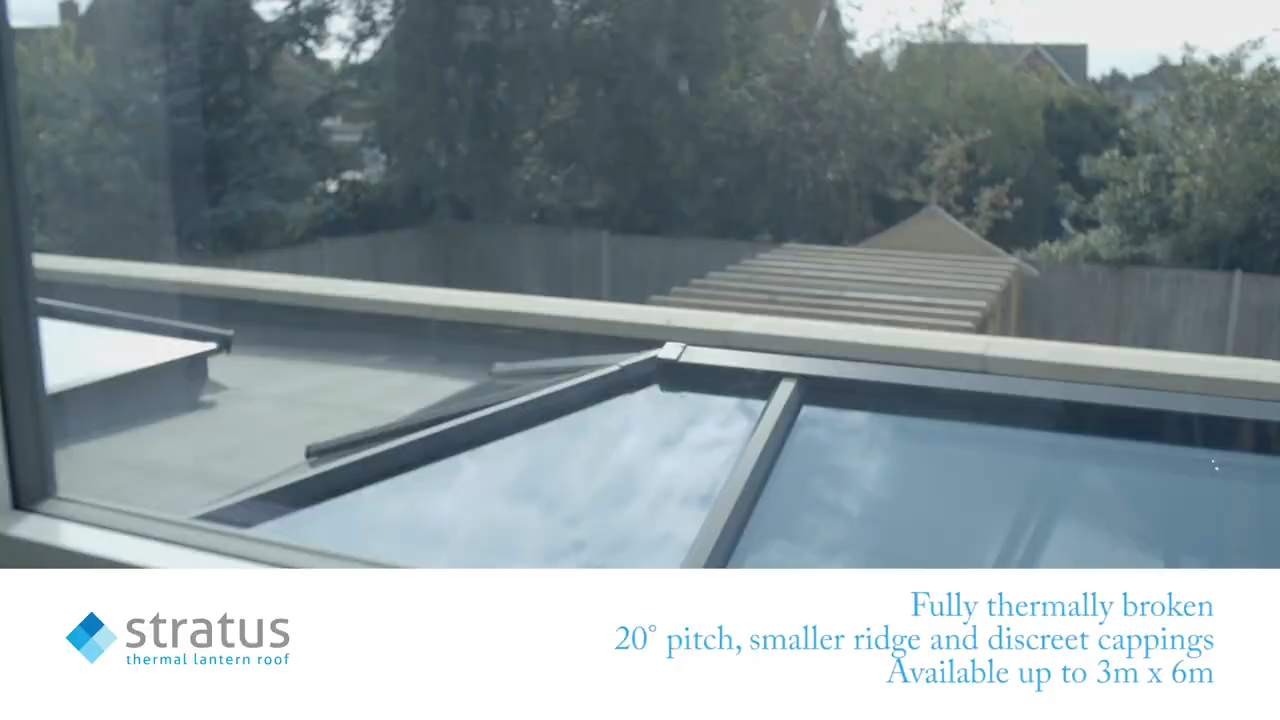 stratus
thermal lantern roof
Fully thermally broken
20° pitch, smaller ridge and discreet cappings
Available up to 3m x 6m